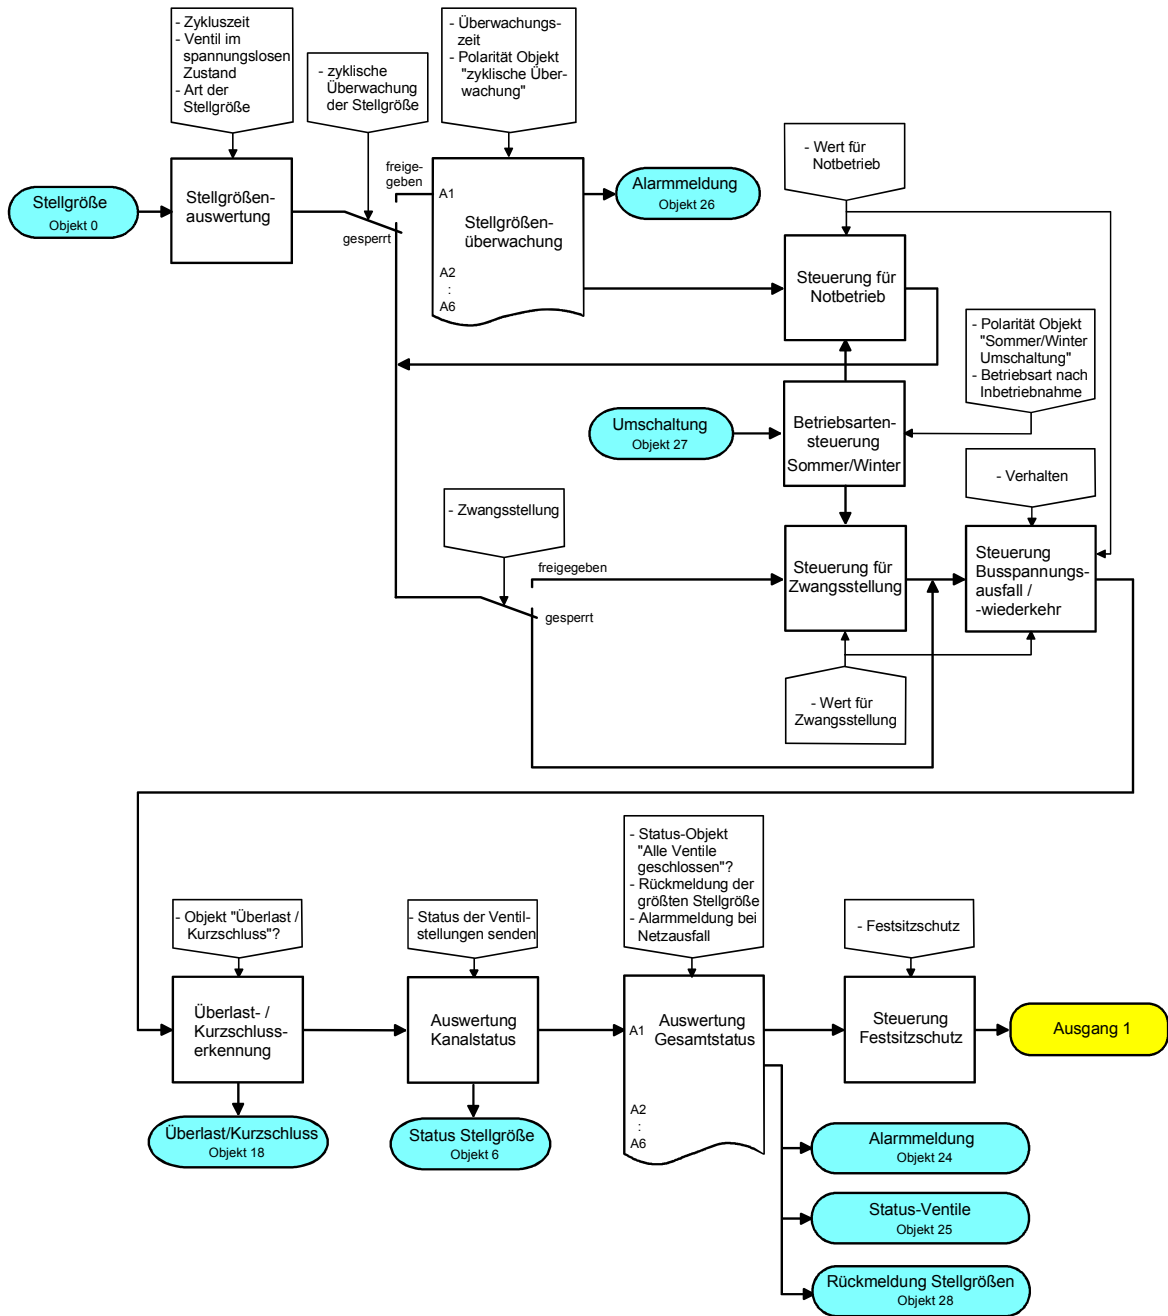 - Zykluszeit
- Ventil im
spannungslosen
Zustand
- Art der
Stellgröße
- zyklische
Überwachung
der Stellgröße
- Überwachungs-
zeit
- Polarität Objekt
"zyklische Über-
wachung"
- Wert für
Notbetrieb
Stellgröße
Objekt 0
Stellgrößen-
auswertung
freige-
geben
gesperrt
A1
Stellgrößen-
überwachung
A2
:
A6
Alarmmeldung
Objekt 26
Steuerung für
Notbetrieb
- Polarität Objekt
"Sommer/Winter
Umschaltung"
- Betriebsart nach
Inbetriebnahme
Umschaltung
Objekt 27
Betriebsarten-
steuerung
Sommer/Winter
- Verhalten
- Zwangsstellung
freigegeben
gesperrt
Steuerung für
Zwangsstellung
Steuerung
Busspannungs-
ausfall /
-wiederkehr
- Wert für
Zwangsstellung
- Objekt "Überlast /
Kurzschluss"?
- Status der Ventil-
stellungen senden
- Status-Objekt
"Alle Ventile
geschlossen"?
- Rückmeldung der
größten Stellgröße
- Alarmmeldung bei
Netzausfall
- Festsitzschutz
Überlast- /
Kurzschluss-
erkennung
Auswertung
Kanalstatus
A1
Auswertung
Gesamtstatus
A2
:
A6
Steuerung
Festsitzschutz
Ausgang 1
Überlast/Kurzschluss
Objekt 18
Status Stellgröße
Objekt 6
Alarmmeldung
Objekt 24
Status-Ventile
Objekt 25
Rückmeldung Stellgrößen
Objekt 28